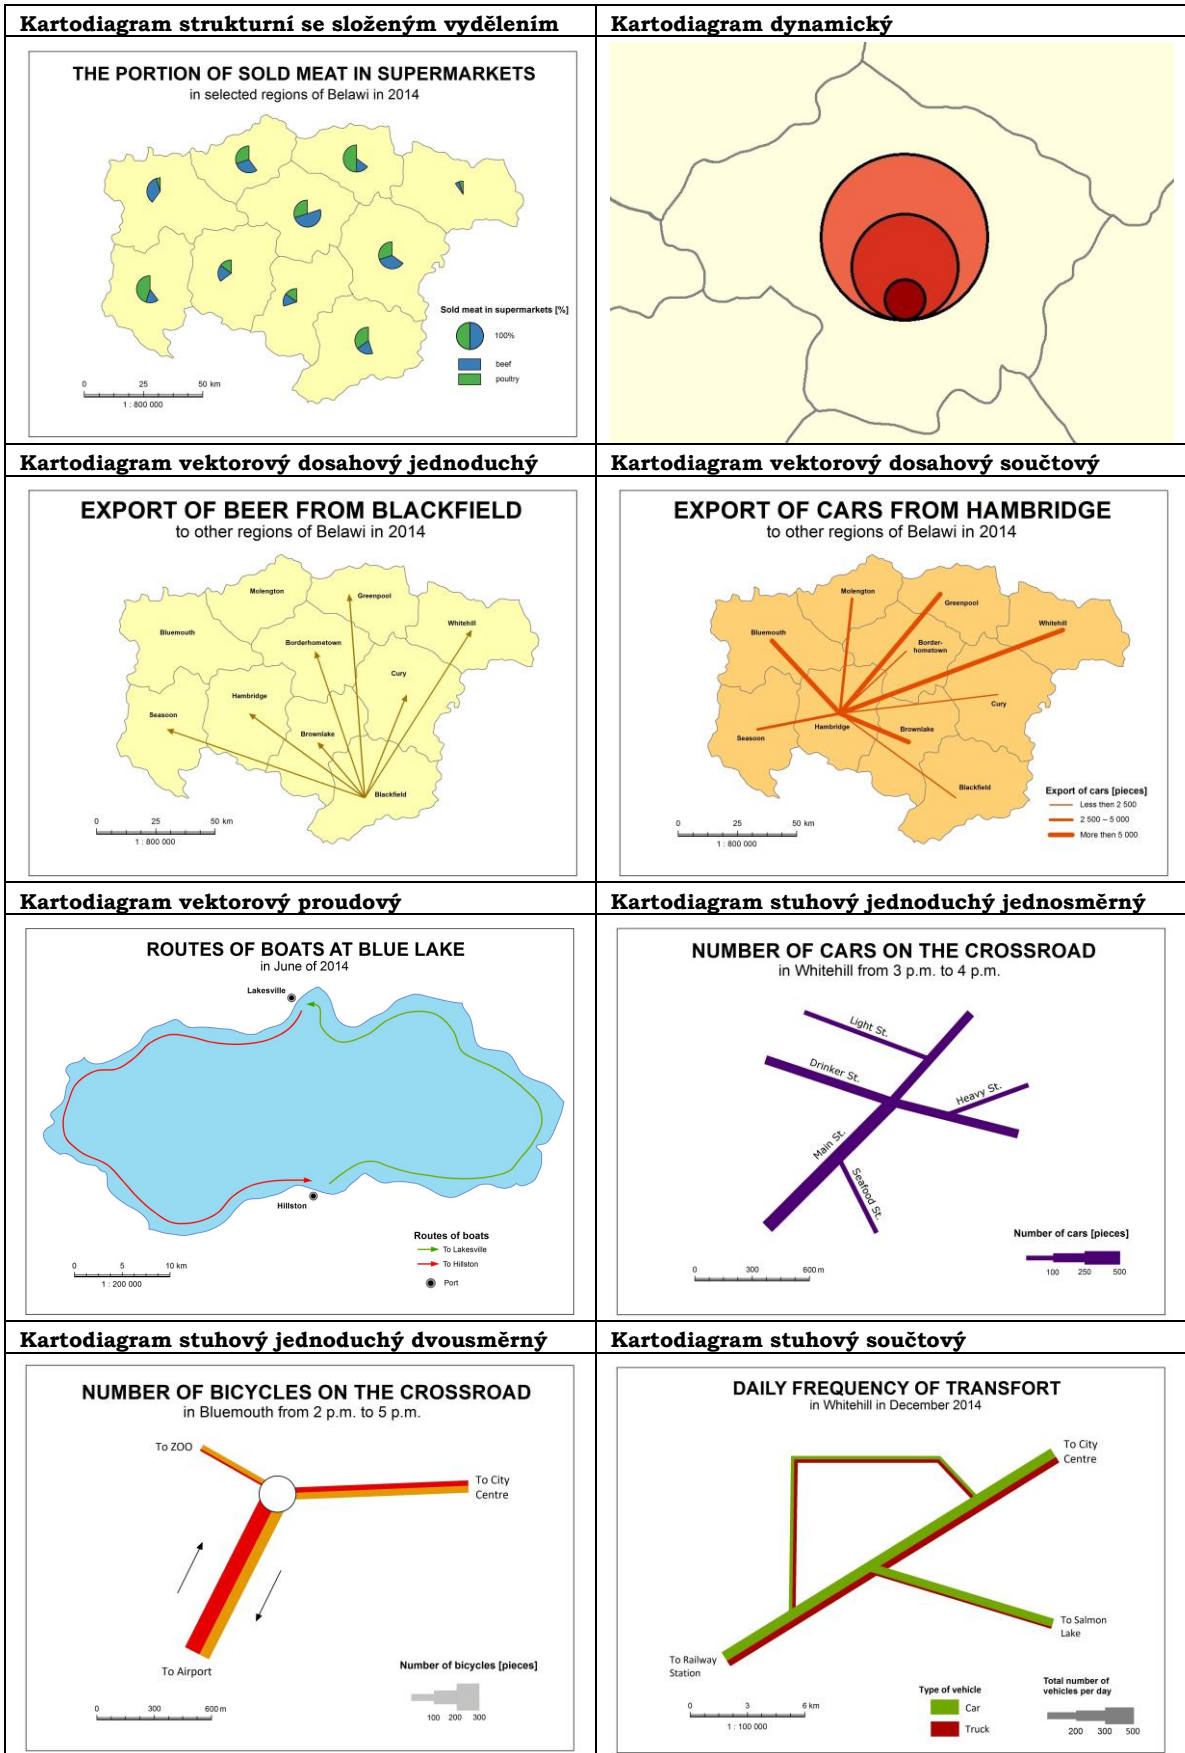 Kartodiagram strukturní se složeným vydělením
Kartodiagram dynamický
THE PORTION OF SOLD MEAT IN SUPERMARKETS
in selected regions of Belawi in 2014
Sold meat in supermarkets [%]
100%
beef
poultry
0 25 50 km
1 : 800 000
Kartodiagram vektorový dosahový jednoduchý
Kartodiagram vektorový dosahový součtový
EXPORT OF BEER FROM BLACKFIELD
to other regions of Belawi in 2014
Molengton
Greenpool
Whitehill
Bluemouth
Borderhometown
Cury
Hambridge
Seasoon
Brownlake
Blackfield
0 25 50 km
1 : 800 000
EXPORT OF CARS FROM HAMBRIDGE
to other regions of Belawi in 2014
Molengton
Greenpool
Whitehill
Bluemouth
Border-
hometown
Cury
Hambridge
Brownlake
Seasoon
Blackfield
Export of cars [pieces]
Less then 2 500
2 500 – 5 000
More then 5 000
0 25 50 km
1 : 800 000
Kartodiagram vektorový proudový
Kartodiagram stuhový jednoduchý jednosměrný
ROUTES OF BOATS AT BLUE LAKE
in June of 2014
Lakesville
Hillston
Routes of boats
To Lakesville
To Hillston
Port
0 5 10 km
1 : 200 000
NUMBER OF CARS ON THE CROSSROAD
in Whitehill from 3 p.m. to 4 p.m.
Light St.
Drinker St.
Heavy St.
Main St.
Seafood St.
Number of cars [pieces]
100 250 500
0 300 600 m
Kartodiagram stuhový jednoduchý dvousměrný
Kartodiagram stuhový součtový
NUMBER OF BICYCLES ON THE CROSSROAD
in Bluemouth from 2 p.m. to 5 p.m.
To ZOO
To City
Centre
To Airport
Number of bicycles [pieces]
100 200 300
0 300 600 m
DAILY FREQUENCY OF TRANSFORT
in Whitehill in December 2014
To City
Centre
To Salmon
Lake
To Railway
Station
Type of vehicle
Car
Truck
Total number of
vehicles per day
200 300 500
0 3 6 km
1 : 100 000